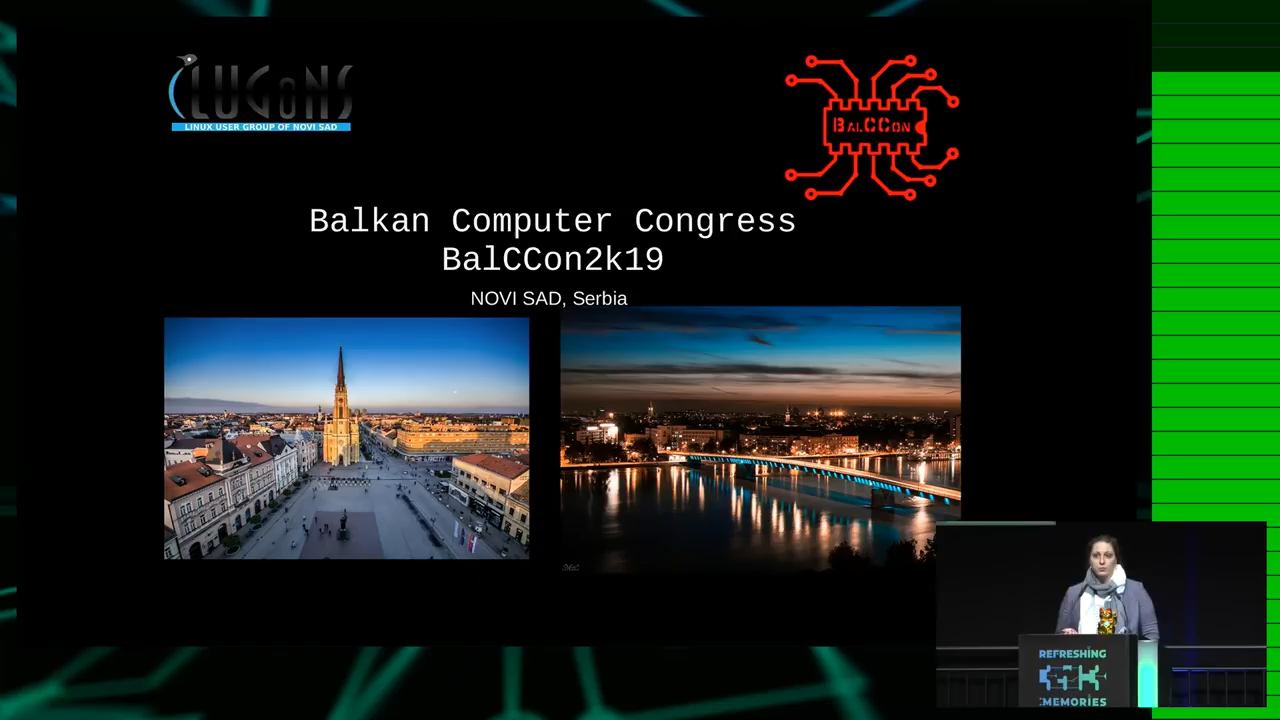 LUGoNS
LINUX USER GROUP OF NOVI SAD
BALCCON
Balkan Computer Congress
BalCCon2k19
NOVI SAD, Serbia
REFRESHING
MEMORIES